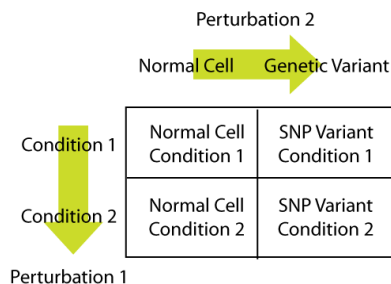 Perturbation 2
Normal Cell Genetic Variant
Condition 1
Normal Cell
Condition 1
SNP Variant
Condition 1
Condition 2
Normal Cell
Condition 2
SNP Variant
Condition 2
Perturbation 1